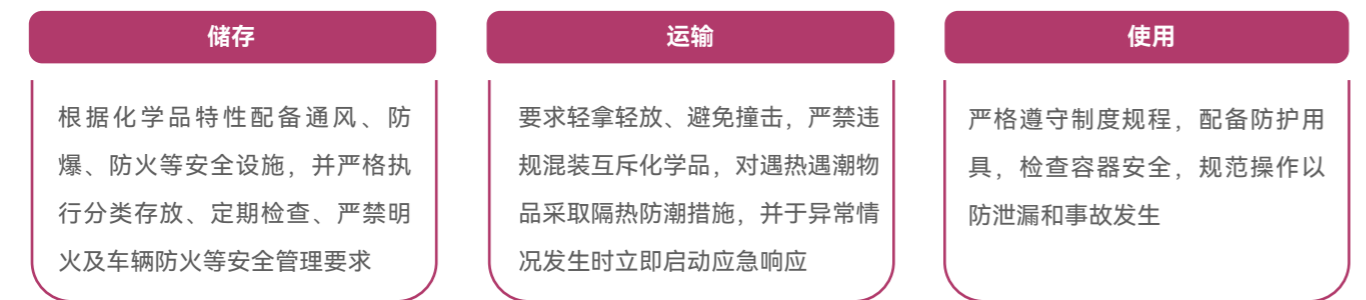 储存
根据化学品特性配备通风、防
爆、防火等安全设施，并严格执
行分类存放、定期检查、严禁明
火及车辆防火等安全管理要求
运输
要求轻拿轻放、避免撞击，严禁违
规混装互斥化学品，对遇热遇潮物
品采取隔热防潮措施，并于异常情
况发生时立即启动应急响应
使用
严格遵守制度规程，配备防护用
具，检查容器安全，规范操作以
防泄漏和事故发生